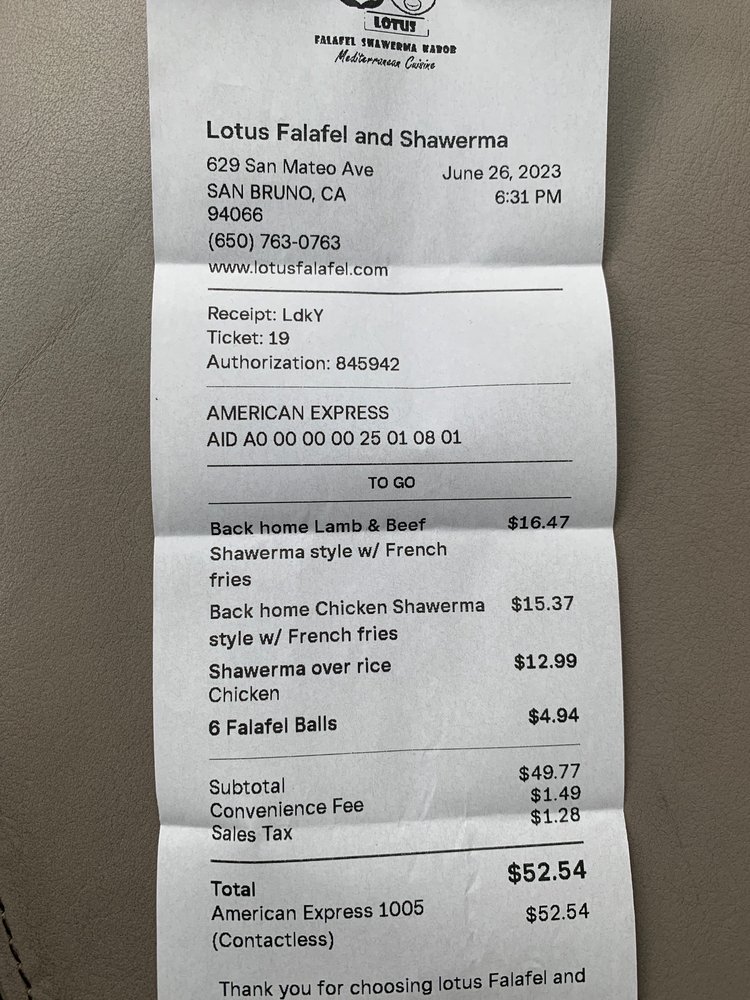 LOTUS
FALAFEL SHAWERMA KABOB
Mediterranean Cuisine
Lotus Falafel and Shawerma
629 San Mateo Ave
June 26, 2023
SAN BRUNO, CA
6:31 PM
94066
(650) 763-0763
www.lotusfalafel.com
Receipt: LdkY
Ticket: 19
Authorization: 845942
AMERICAN EXPRESS
AID A0 00 00 00 25 01 08 01
TO GO
Back home Lamb & Beef $16.47
Shawerma style w/ French
fries
Back home Chicken Shawerma $15.37
style w/ French fries
Shawerma over rice $12.99
Chicken
6 Falafel Balls $4.94
Subtotal $49.77
Convenience Fee $1.49
Sales Tax $1.28
Total $52.54
American Express 1005 $52.54
(Contactless)
Thank you for choosing lotus Falafel and